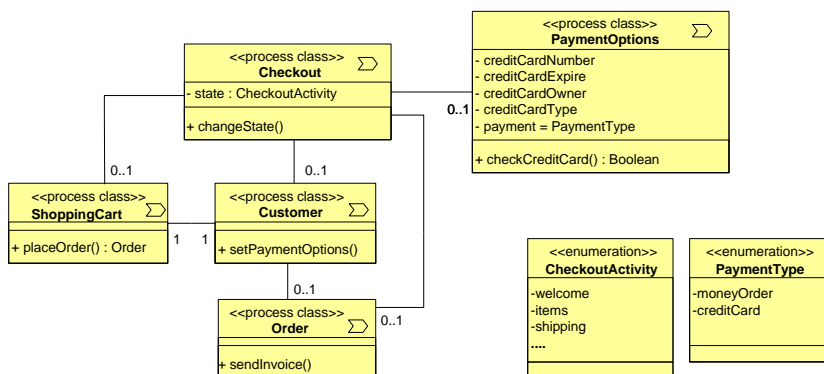 <<process class>>
Checkout
- state : CheckoutActivity
+ changeState()
<<process class>>
PaymentOptions
- creditCardNumber
- creditCardExpire
- creditCardOwner
- creditCardType
- payment = PaymentType
+ checkCreditCard() : Boolean
0..1
0..1
0..1
<<process class>>
ShoppingCart
+ placeOrder() : Order
1
1
<<process class>>
Customer
+ setPaymentOptions()
0..1
0..1
<<process class>>
Order
+ sendInvoice()
<<enumeration>>
CheckoutActivity
-welcome
-items
-shipping
....
<<enumeration>>
PaymentType
-moneyOrder
-creditCard